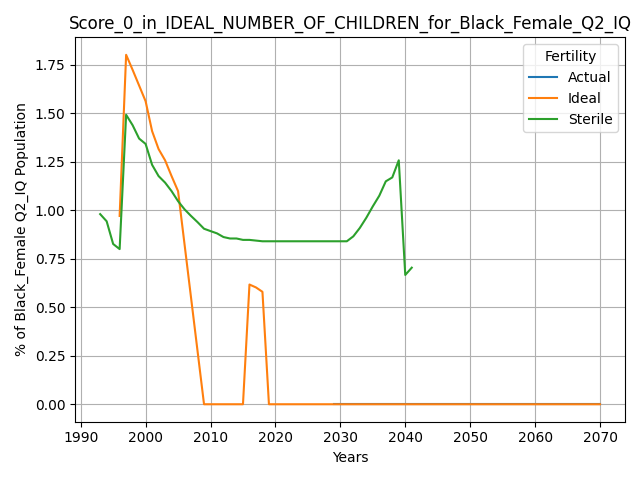 Score_0_in_IDEAL_NUMBER_OF_CHILDREN_for_Black_Female_Q2_IQ
Fertility
Actual
Ideal
Sterile
% of Black_Female Q2_IQ Population
1.75
1.50
1.25
1.00
0.75
0.50
0.25
0.00
1990 2000 2010 2020 2030 2040 2050 2060 2070
Years